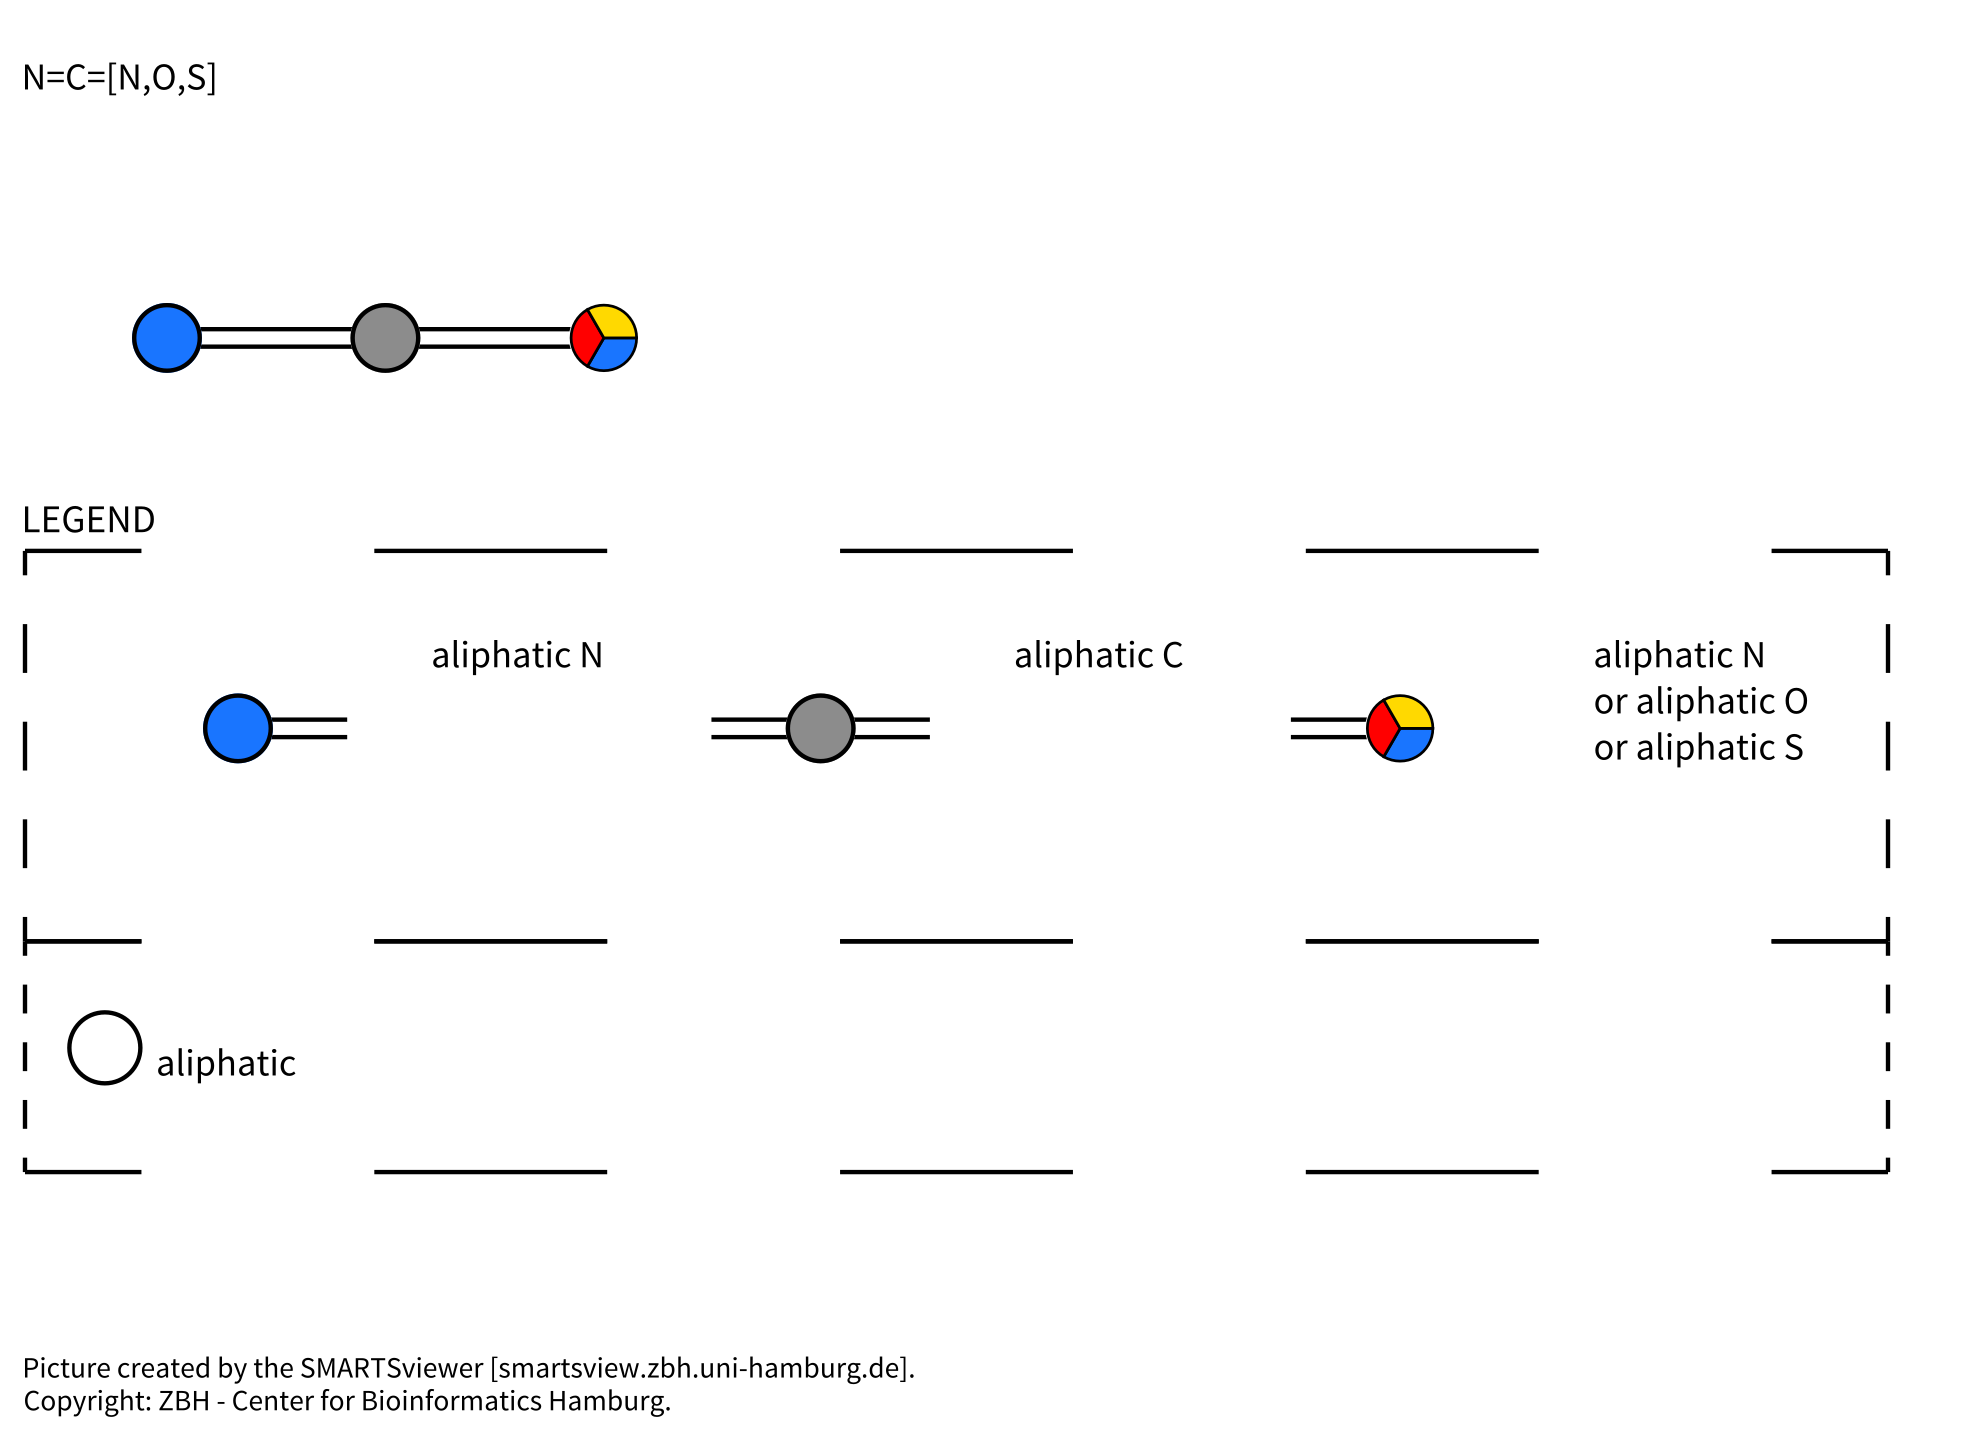 N=C=[N,O,S]
LEGEND
aliphatic N
aliphatic C
aliphatic N
or aliphatic O
or aliphatic S
aliphatic
Picture created by the SMARTSviewer [smartsview.zbh.uni-hamburg.de].
Copyright: ZBH - Center for Bioinformatics Hamburg.